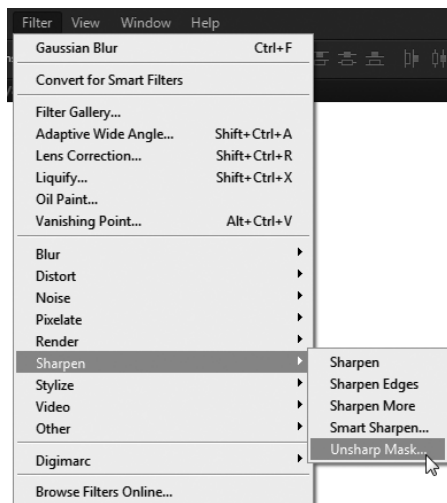 Filter View Window Help
Gaussian Blur Ctrl+F
Convert for Smart Filters
Filter Gallery...
Adaptive Wide Angle... Shift+Ctrl+A
Lens Correction... Shift+Ctrl+R
Liquify... Shift+Ctrl+X
Oil Paint...
Vanishing Point... Alt+Ctrl+V
Blur
Distort
Noise
Pixelate
Render
Sharpen
Stylize
Video
Other
Digimarc
Browse Filters Online...
Sharpen
Sharpen Edges
Sharpen More
Smart Sharpen...
Unsharp Mask...